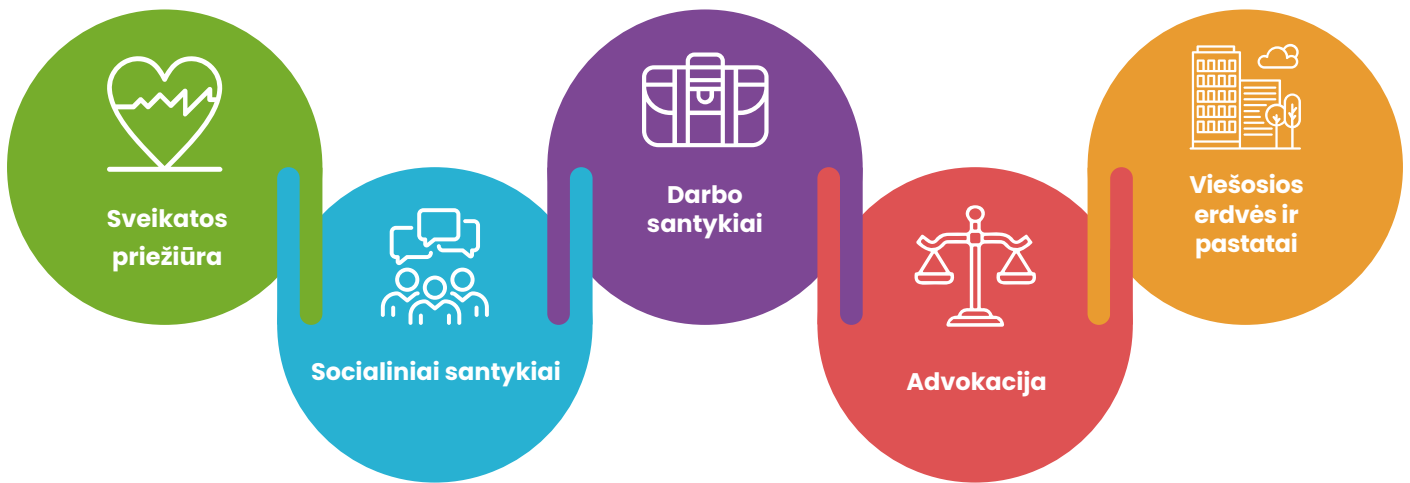 Sveikatos
priežiūra
Socialiniai santykiai
Darbo
santykiai
Advokacija
Viešosios
erdvės ir
pastatai